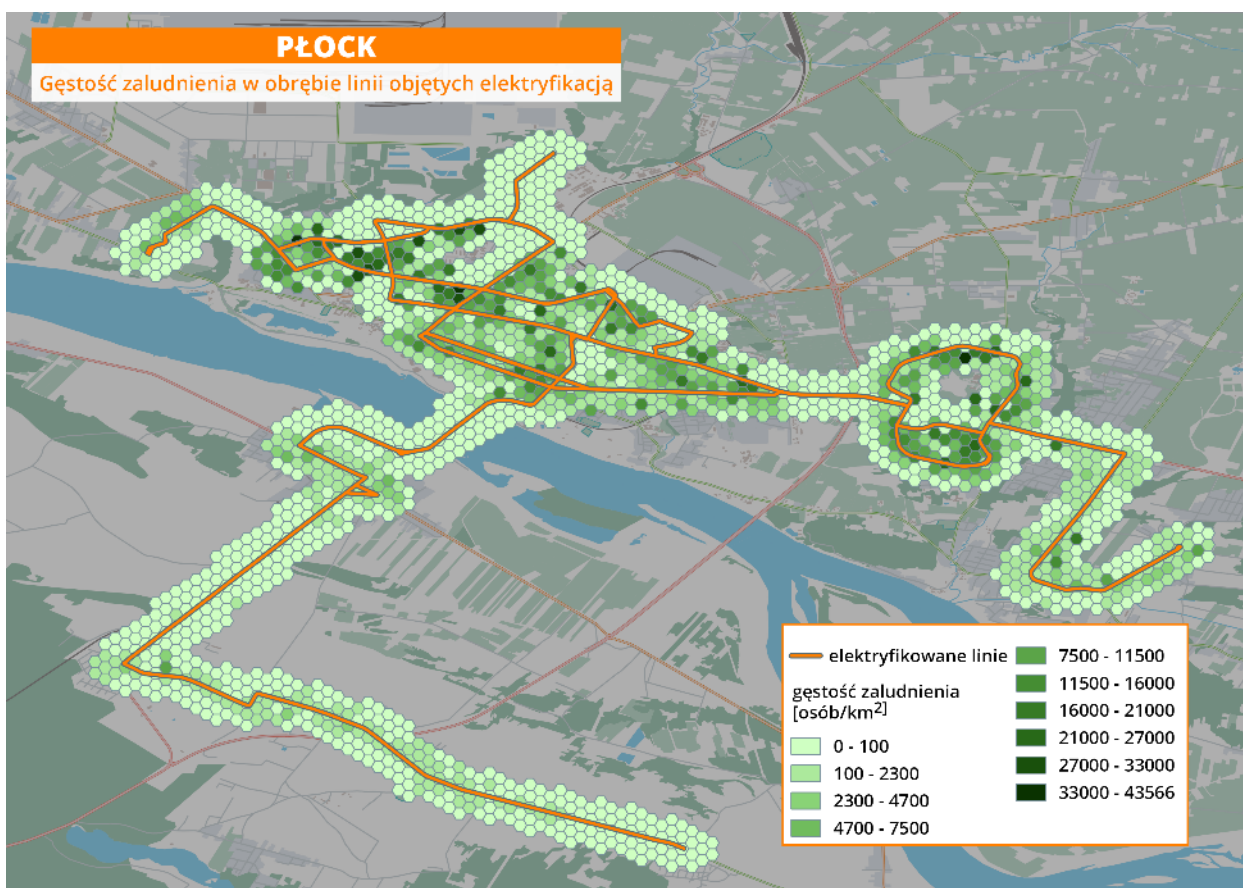 PŁOCK
Gęstość zaludnienia w obrębie linii objętych elektryfikacją
elektryfikowane linie
gęstość zaludnienia
[osób/km²]
0 - 100
100 - 2300
2300 - 4700
4700 - 7500
7500 - 11500
11500 - 16000
16000 - 21000
21000 - 27000
27000 - 33000
33000 - 43566